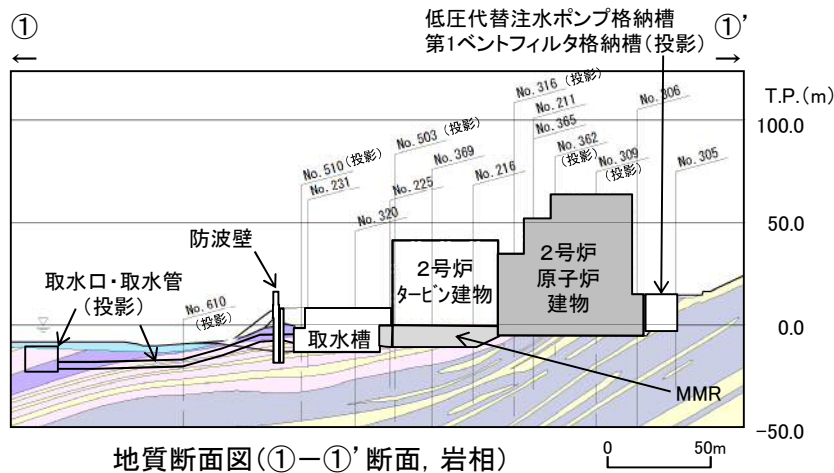 ①
①’
低圧代替注水ポンプ格納槽
第1ベントフィルタ格納槽(投影)
T.P.(m)
100.0
50.0
0.0
-50.0
No. 316 (投影)
No. 211
No. 365
No. 306
No. 503 (投影)
No. 510 (投影)
No. 231
No. 369
No. 362
(投影)
No. 309
(投影)
No. 305
No. 225
No. 216
No. 320
防波壁
2号炉
タービン建物
2号炉
原子炉
建物
取水口・取水管
(投影)
No. 610
(投影)
取水槽
MMR
地質断面図(①-①’断面, 岩相)
0
50m